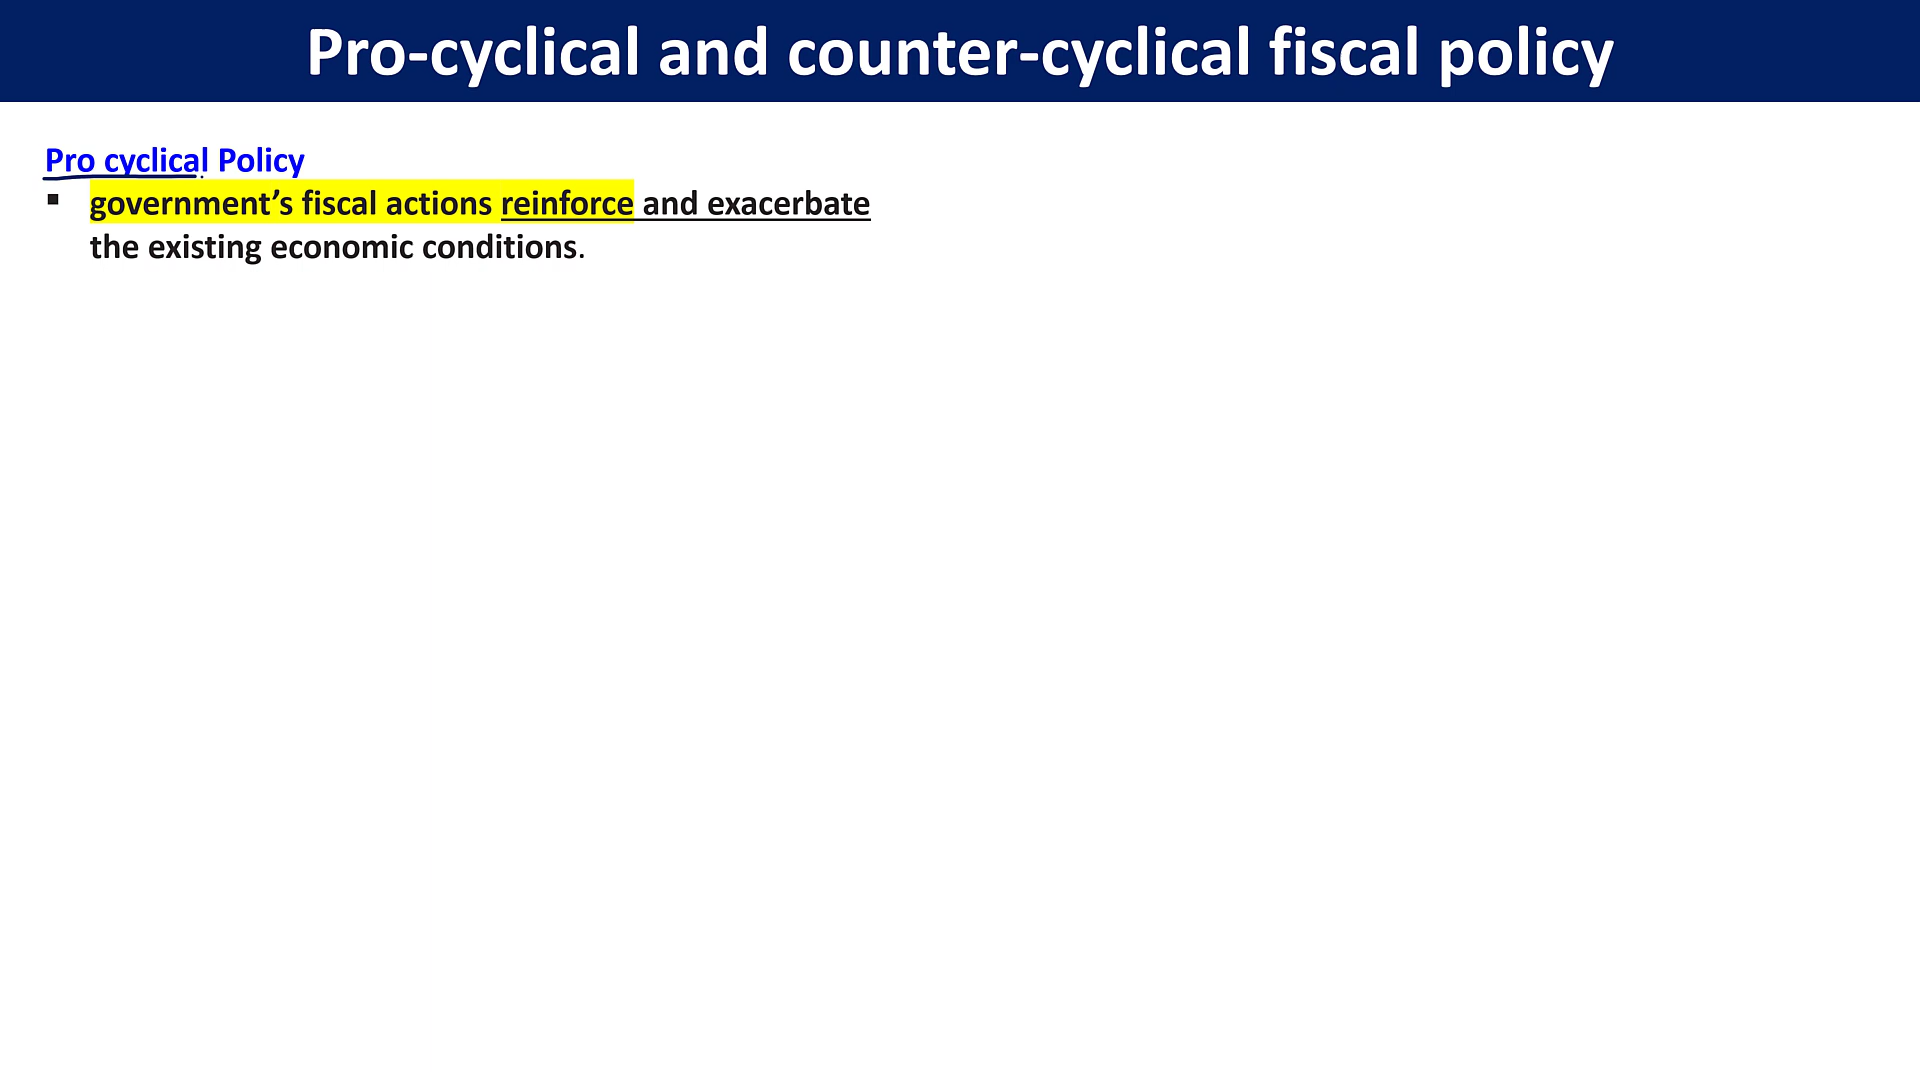 Pro-cyclical and counter-cyclical fiscal policy
Pro cyclical Policy
▪ government’s fiscal actions reinforce and exacerbate
the existing economic conditions.